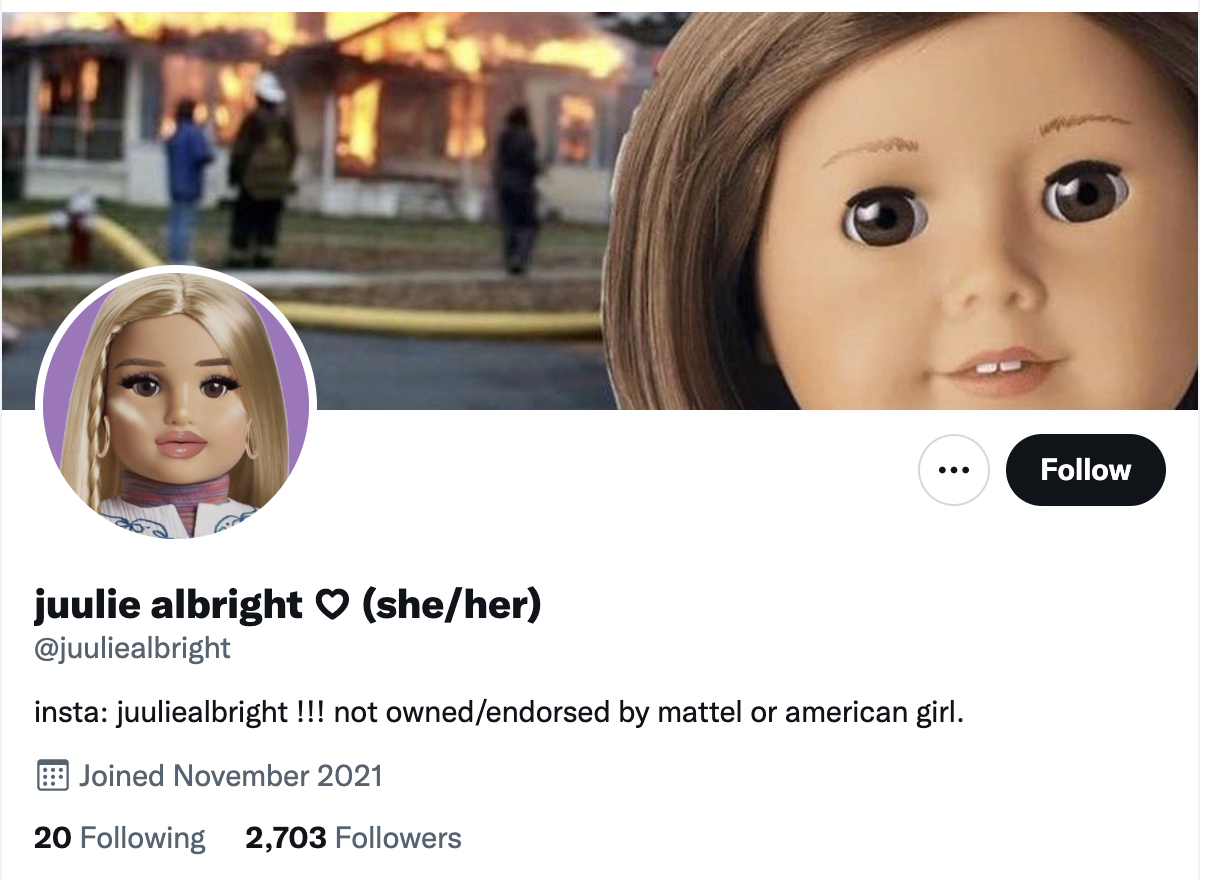 Follow
juulie albright ♡ (she/her)
@juuliealbright
insta: juuliealbright !!! not owned/endorsed by mattel or american girl.
Joined November 2021
20 Following 2,703 Followers